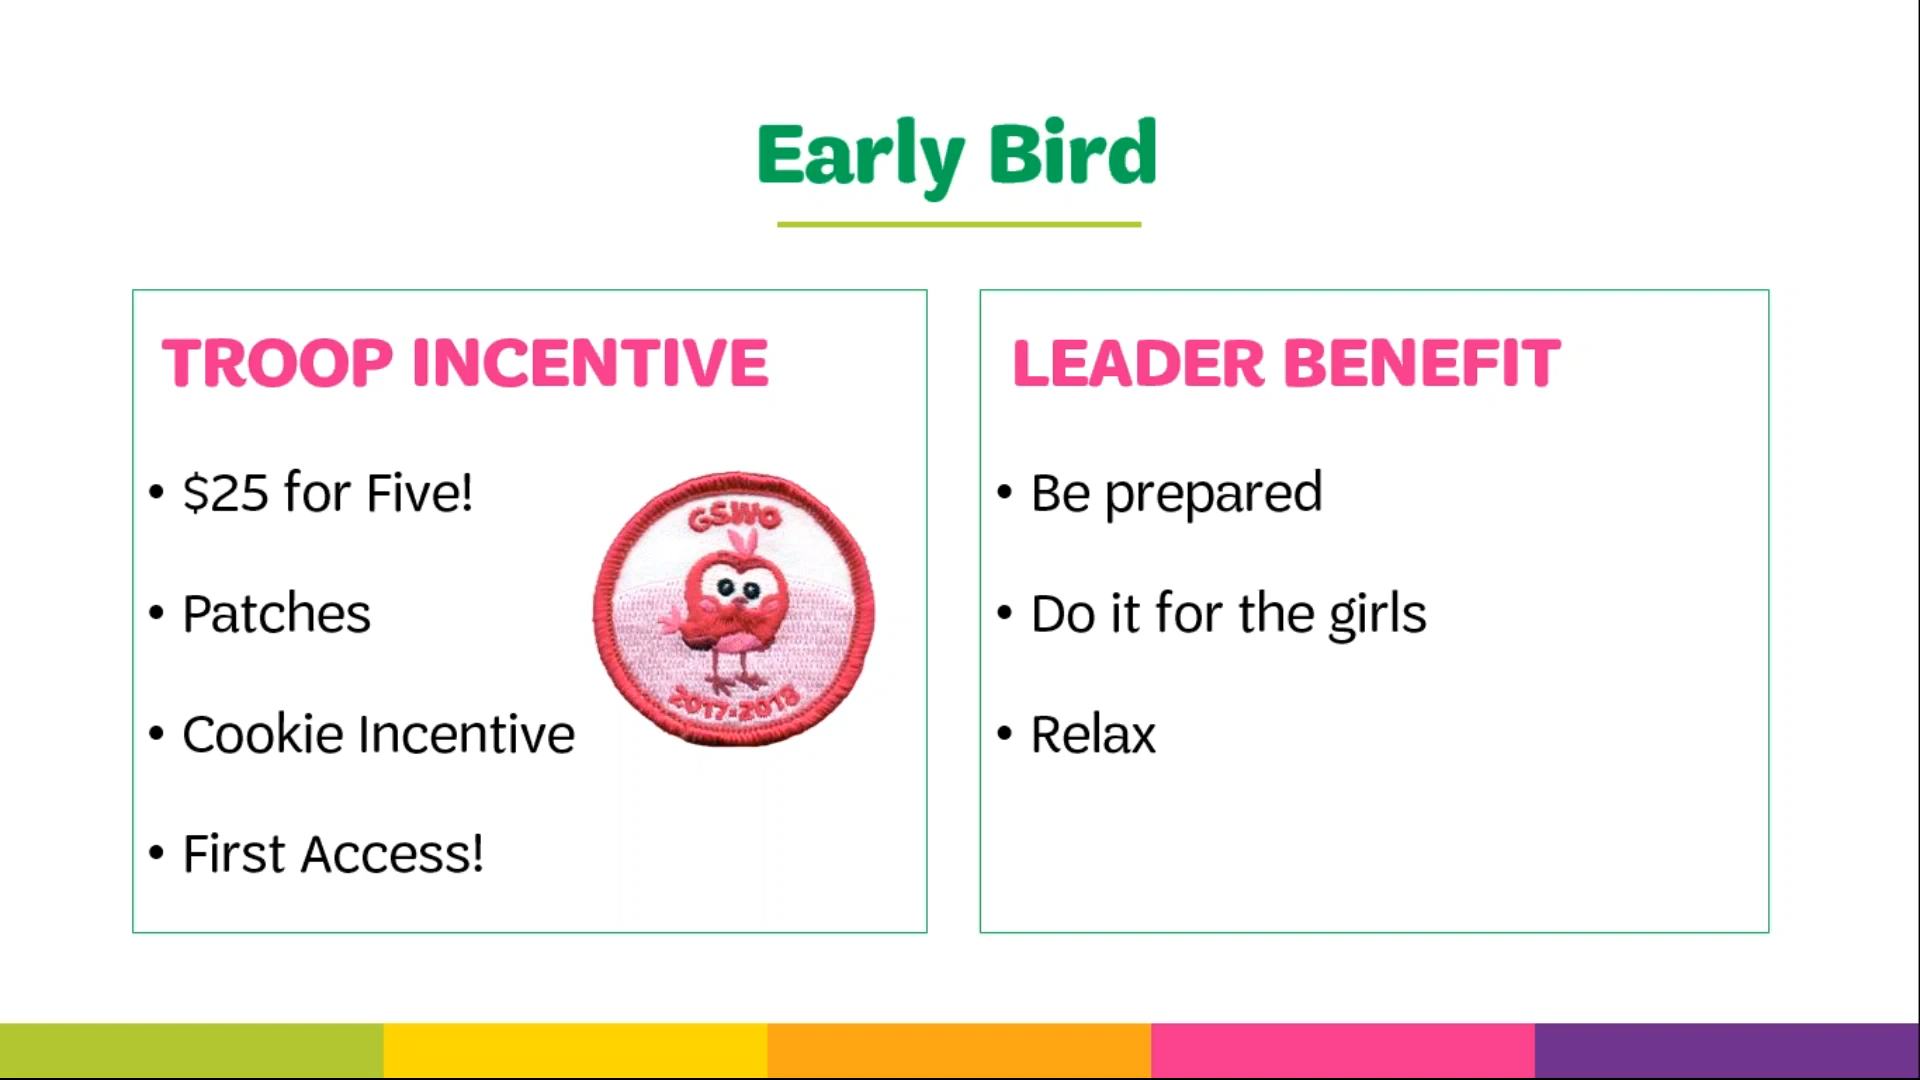 Early Bird
TROOP INCENTIVE
• $25 for Five!
• Patches
• Cookie Incentive
• First Access!
GSWO
2017-2018
LEADER BENEFIT
• Be prepared
• Do it for the girls
• Relax